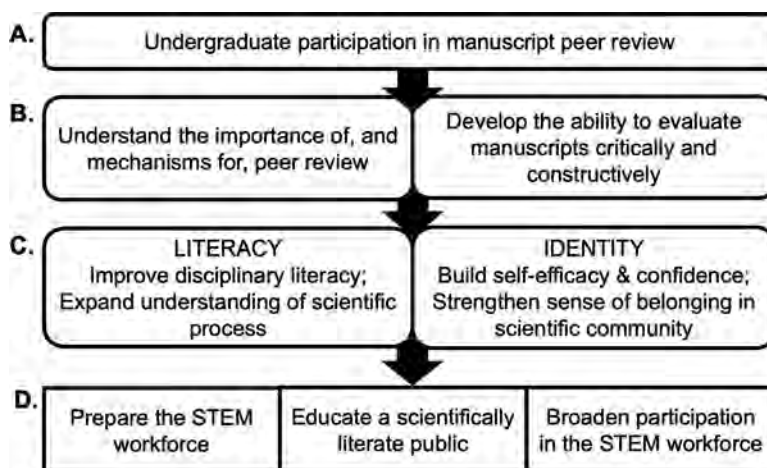 A.
Undergraduate participation in manuscript peer review
B.
Understand the importance of, and
mechanisms for, peer review
Develop the ability to evaluate
manuscripts critically and
constructively
C.
LITERACY
Improve disciplinary literacy;
Expand understanding of scientific
process
IDENTITY
Build self-efficacy & confidence;
Strengthen sense of belonging in
scientific community
D.
Prepare the STEM
workforce
Educate a scientifically
literate public
Broaden participation
in the STEM workforce